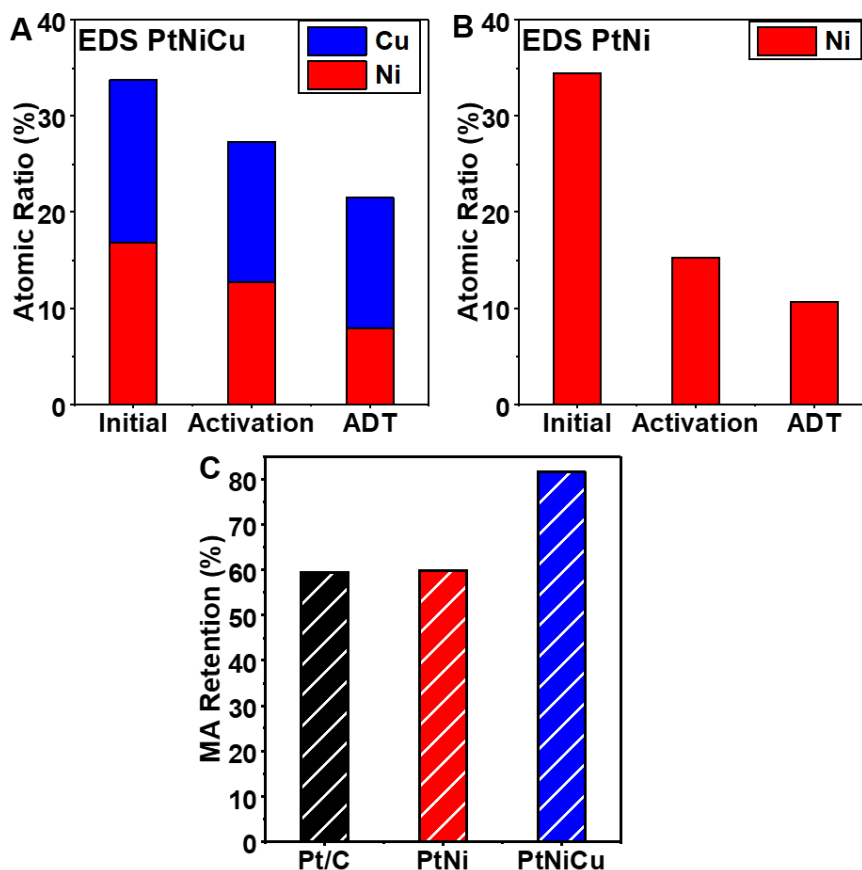 A
EDS PtNiCu
Cu
Ni
Atomic Ratio (%)
40
30
20
10
0
Initial
Activation
ADT
B
EDS PtNi
Ni
Atomic Ratio (%)
40
30
20
10
0
Initial
Activation
ADT
C
MA Retention (%)
80
70
60
50
40
30
20
10
0
Pt/C
PtNi
PtNiCu